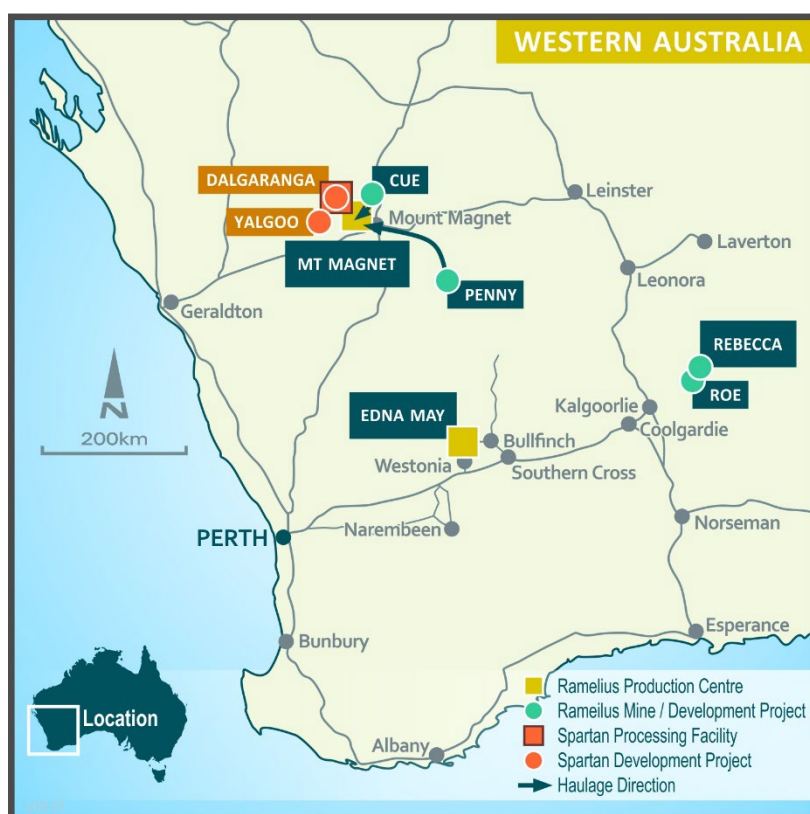 WESTERN AUSTRALIA
DALGARANGA
CUE
Leinster
YALGOO
Mount Magnet
Laverton
MT MAGNET
Leonora
PENNY
Geraldton
REBECCA
ROE
N
200km
EDNA MAY
Kalgoorlie
Coolgardie
Bullfinch
Westonia
Southern Cross
Norseman
PERTH
Narembeen
Esperance
Bunbury
Location
Albany
Ramelius Production Centre
Rameilus Mine / Development Project
Spartan Processing Facility
Spartan Development Project
Haulage Direction